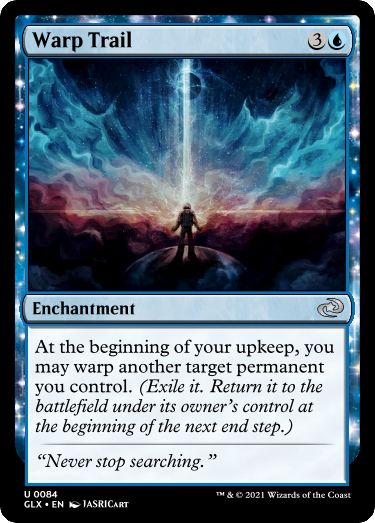 Warp Trail 3
Enchantment
At the beginning of your upkeep, you
may warp another target permanent
you control. (Exile it. Return it to the
battlefield under its owner's control at
the beginning of the next end step.)
"Never stop searching."
U 0084
GLX • EN JASRICART ™ & © 2021 Wizards of the Coast